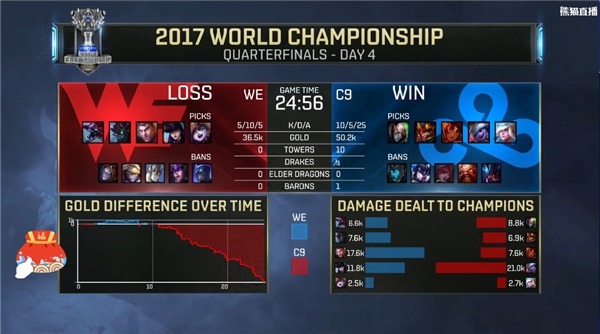 熊猫直播
CHAMPIONSHIP
2017 WORLD CHAMPIONSHIP
QUARTERFINALS - DAY 4
LOSS WE GAME TIME C9 WIN
24:56
PICKS 5/10/5 K/D/A 10/5/25 PICKS
36.5k GOLD 50.2k
0 TOWERS 10
BANS DRAKES BANS
0 ELDER DRAGONS 0
0 BARONS 1
GOLD DIFFERENCE OVER TIME
0
10
20
WE
C9
DAMAGE DEALT TO CHAMPIONS
6.6k 8.8k
7.6k 6.9k
17.6k 7.6k
11.8k 21.0k
2.5k 2.7k
福